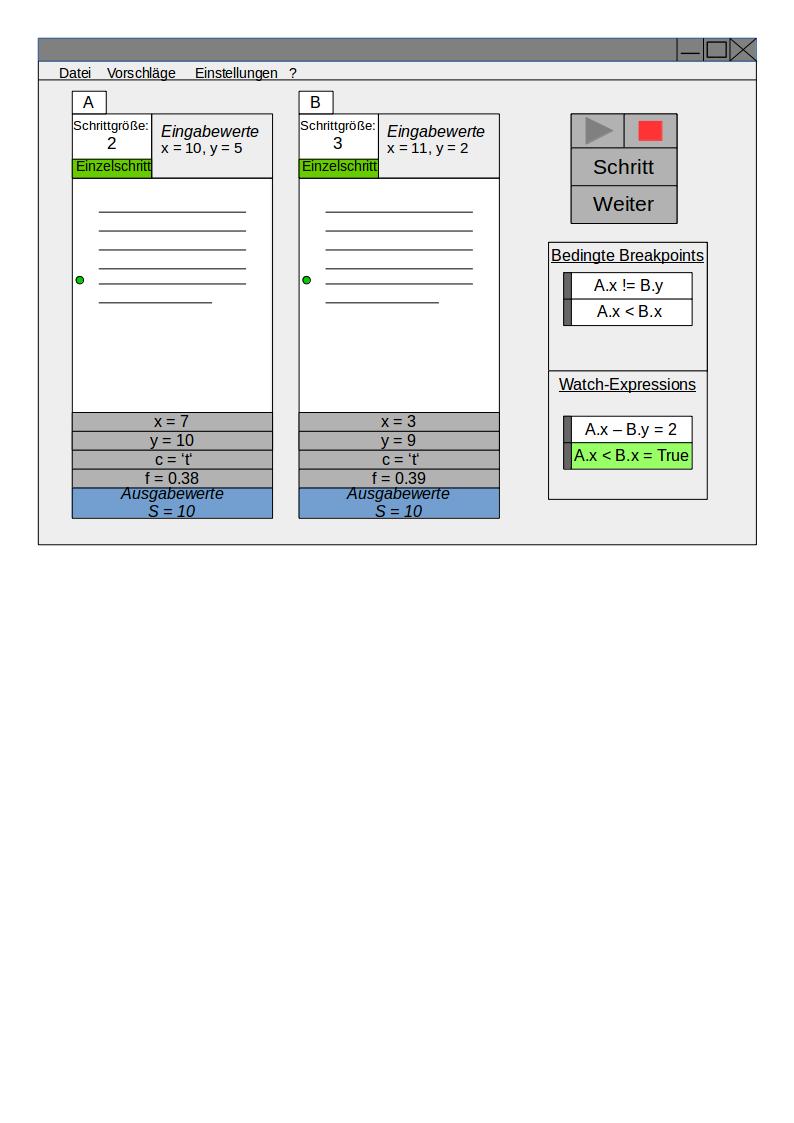 Datei Vorschläge Einstellungen ?
A
Schrittgröße:
2
Einzelschritt
Eingabewerte
x = 10, y = 5
x = 7
y = 10
c = ‘t‘
f = 0.38
Ausgabewerte
S = 10
B
Schrittgröße:
3
Einzelschritt
Eingabewerte
x = 11, y = 2
x = 3
y = 9
c = ‘t‘
f = 0.39
Ausgabewerte
S = 10
Schritt
Weiter
Bedingte Breakpoints
A.x != B.y
A.x < B.x
Watch-Expressions
A.x – B.y = 2
A.x < B.x = True